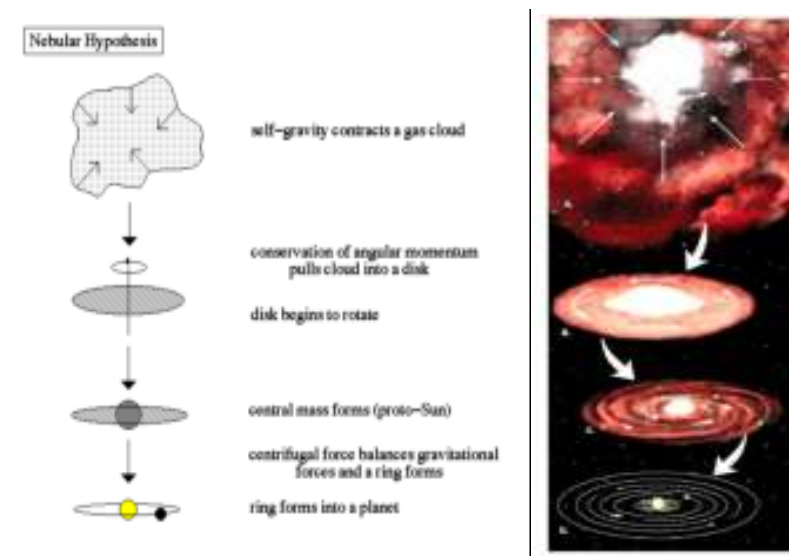 Nebular Hypothesis
self-gravity contracts a gas cloud
conservation of angular momentum
pulls cloud into a disk
disk begins to rotate
central mass forms (proto-Sun)
centrifugal force balances gravitational
forces and a ring forms
ring forms into a planet